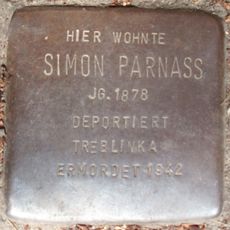 HIER WOHNTE
SIMON PARNASS
JG. 1878
DEPORTIERT
TREBLINKA
ERMORDET 1942